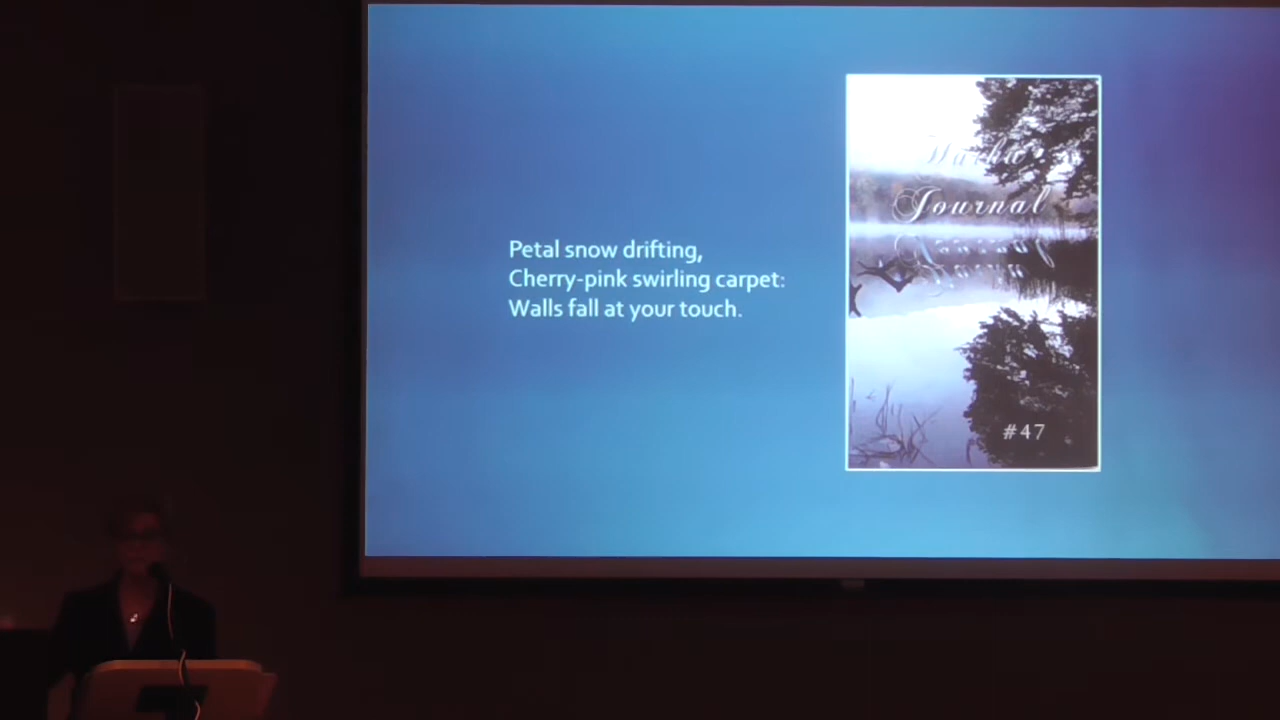 Petal snow drifting,
Cherry-pink swirling carpet:
Walls fall at your touch.
Journal
#47